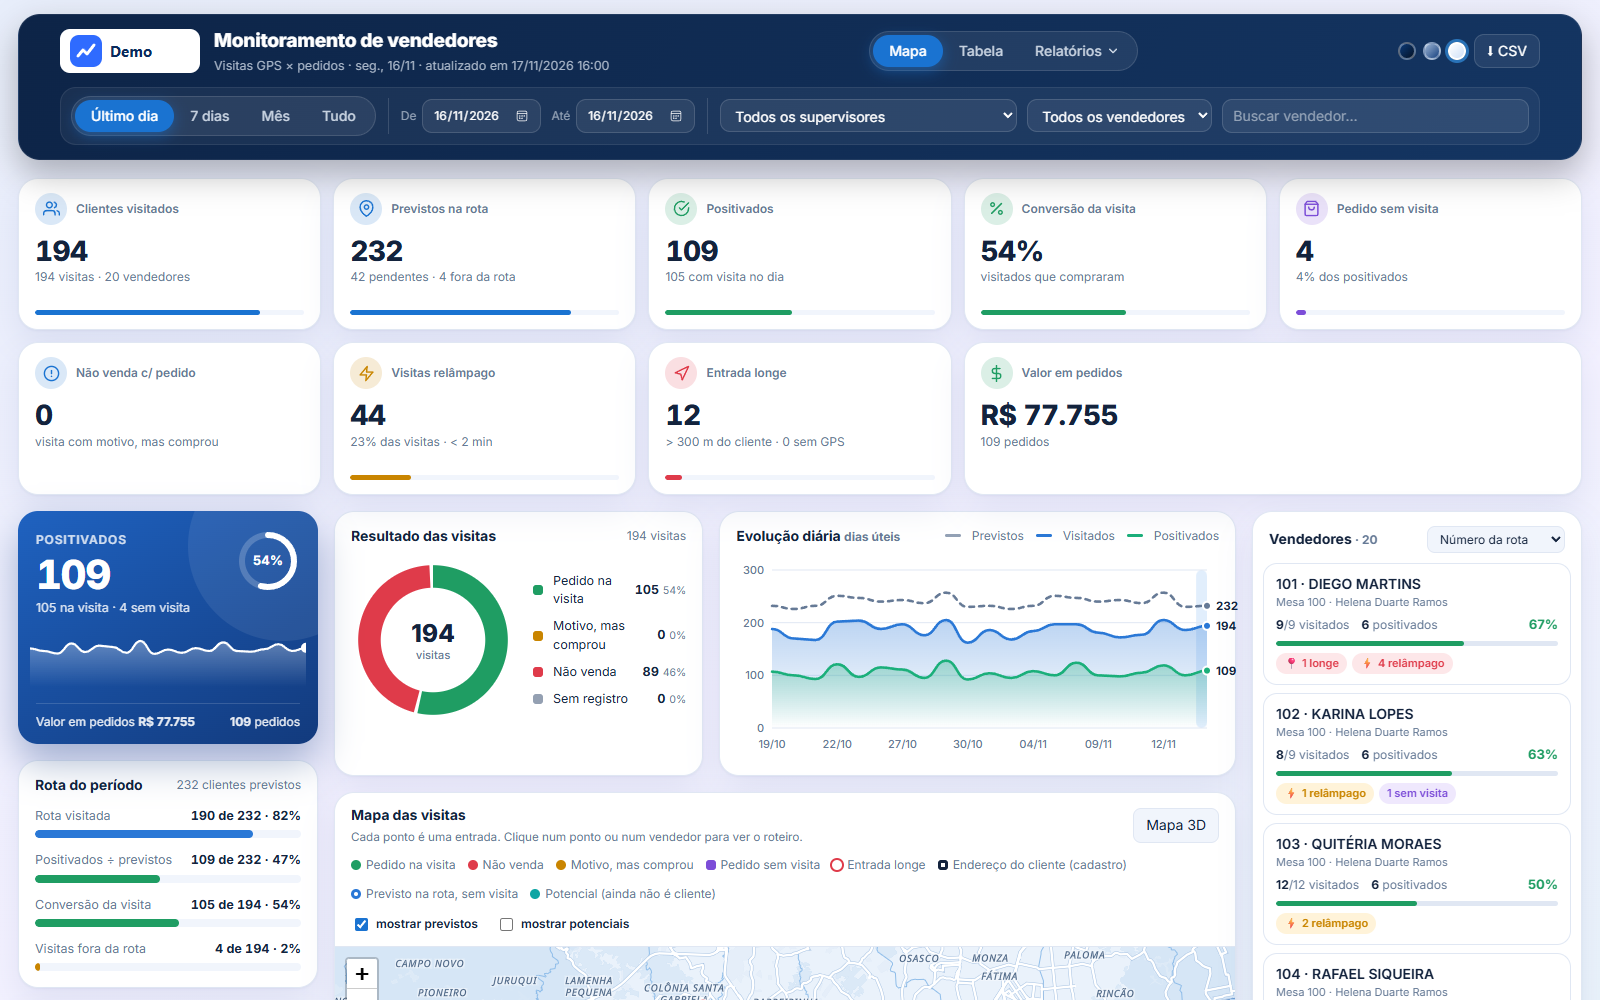 Demo
Monitoramento de vendedores
Visitas GPS × pedidos · seg., 16/11 · atualizado em 17/11/2026 16:00
Mapa
Tabela
Relatórios
⬇ CSV
Último dia
7 dias
Mês
Tudo
De
16/11/2026
Até
16/11/2026
Todos os supervisores
Todos os vendedores
Buscar vendedor...
Clientes visitados
194
194 visitas · 20 vendedores
Previstos na rota
232
42 pendentes · 4 fora da rota
Positivados
109
105 com visita no dia
Conversão da visita
54%
visitados que compraram
Pedido sem visita
4
4% dos positivados
Não venda c/ pedido
0
visita com motivo, mas comprou
Visitas relâmpago
44
23% das visitas · < 2 min
Entrada longe
12
> 300 m do cliente · 0 sem GPS
Valor em pedidos
R$ 77.755
109 pedidos
POSITIVADOS
109
105 na visita · 4 sem visita
54%
Valor em pedidos R$ 77.755
109 pedidos
Rota do período
232 clientes previstos
Rota visitada
190 de 232 · 82%
Positivados ÷ previstos
109 de 232 · 47%
Conversão da visita
105 de 194 · 54%
Visitas fora da rota
4 de 194 · 2%
Resultado das visitas
194 visitas
194
visitas
Pedido na visita
105 54%
Motivo, mas comprou
0 0%
Não venda
89 46%
Sem registro
0 0%
Evolução diária dias úteis
Previstos
Visitados
Positivados
300
200
100
0
232
194
109
19/10
22/10
27/10
30/10
04/11
09/11
12/11
Mapa das visitas
Cada ponto é uma entrada. Clique num ponto ou num vendedor para ver o roteiro.
Mapa 3D
Pedido na visita
Não venda
Motivo, mas comprou
Pedido sem visita
Entrada longe
Endereço do cliente (cadastro)
Previsto na rota, sem visita
Potencial (ainda não é cliente)
mostrar previstos
mostrar potenciais
+
CAMPO NOVO
PIONEIRO
JURUQUI
LAMENHA PEQUENA
COLÔNIA SANTA
OSASCO
MONZA
FÁTIMA
PALOMA
RINCÃO
Vendedores · 20
Número da rota
101 · DIEGO MARTINS
Mesa 100 · Helena Duarte Ramos
9/9 visitados 6 positivados
67%
1 longe
4 relâmpago
102 · KARINA LOPES
Mesa 100 · Helena Duarte Ramos
8/9 visitados 6 positivados
63%
1 relâmpago
1 sem visita
103 · QUITÉRIA MORAES
Mesa 100 · Helena Duarte Ramos
12/12 visitados 6 positivados
50%
2 relâmpago
104 · RAFAEL SIQUEIRA
Mesa 100 · Helena Duarte Ramos